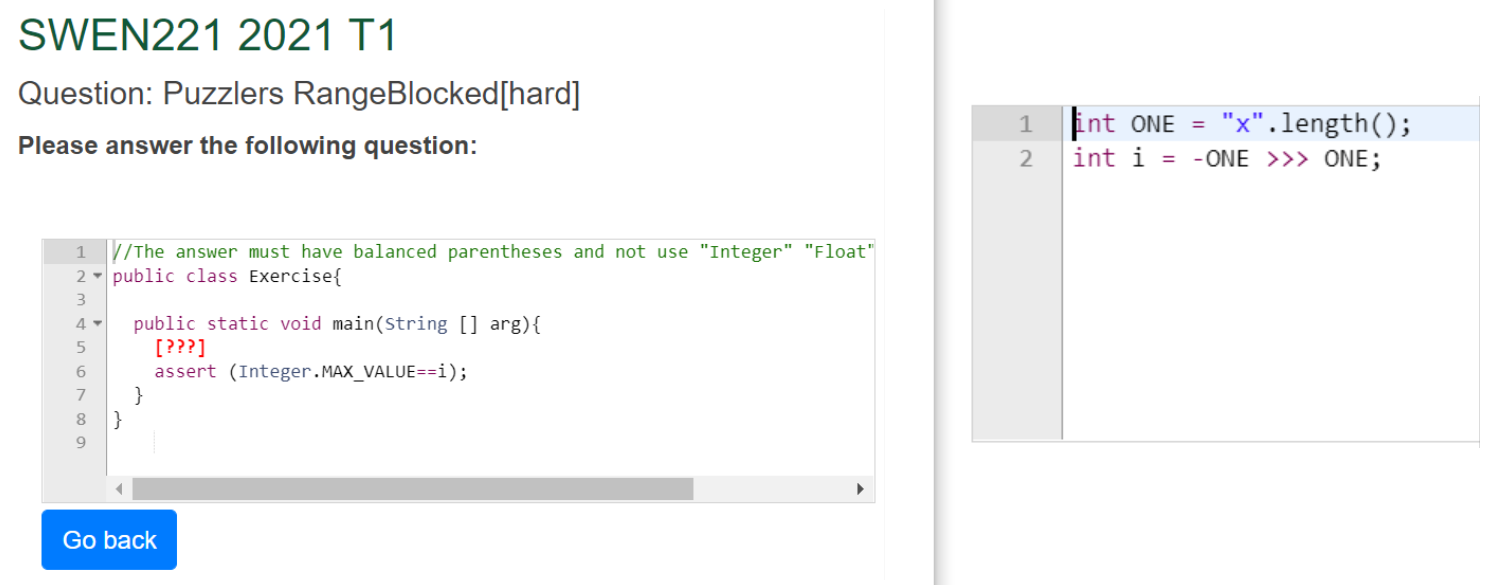 SWEN221 2021 T1
Question: Puzzlers RangeBlocked[hard]
Please answer the following question:
1 //The answer must have balanced parentheses and not use "Integer" "Float"
2 public class Exercise{
3
4 public static void main(String [] arg){
5 [???]
6 assert (Integer.MAX_VALUE==i);
7 }
8 }
9
Go back
1 int ONE = "x".length();
2 int i = -ONE >>> ONE;